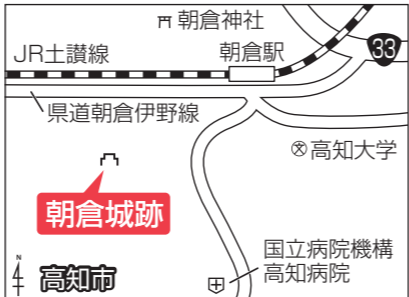 朝倉神社
JR土讃線
朝倉駅
33
県道朝倉伊野線
高知大学
朝倉城跡
国立病院機構
高知病院
N
高知市